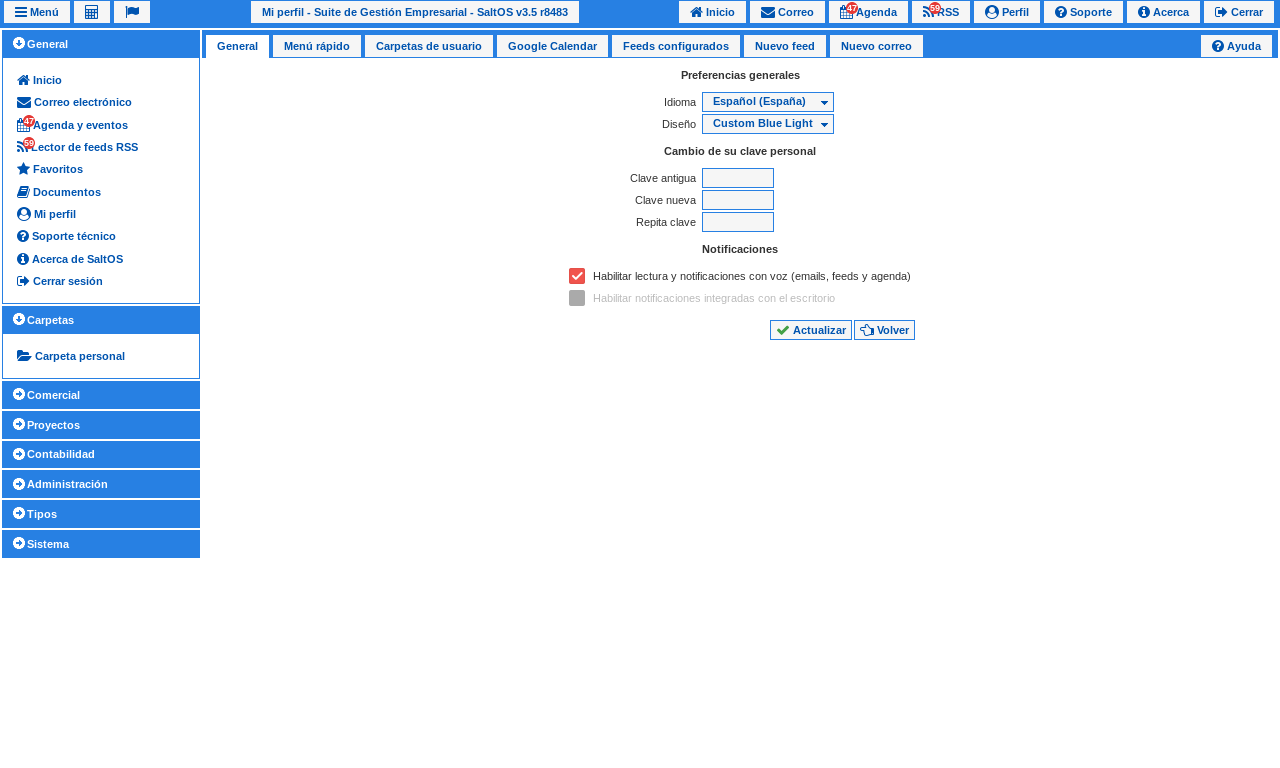 Menú
Mi perfil - Suite de Gestión Empresarial - SaltOS v3.5 r8483
Inicio
Correo
47 Agenda
59 RSS
Perfil
Soporte
Acerca
Cerrar
General
Inicio
Correo electrónico
47 Agenda y eventos
59 Lector de feeds RSS
Favoritos
Documentos
Mi perfil
Soporte técnico
Acerca de SaltOS
Cerrar sesión
Carpetas
Carpeta personal
Comercial
Proyectos
Contabilidad
Administración
Tipos
Sistema
General
Menú rápido
Carpetas de usuario
Google Calendar
Feeds configurados
Nuevo feed
Nuevo correo
Ayuda
Preferencias generales
Idioma Español (España)
Diseño Custom Blue Light
Cambio de su clave personal
Clave antigua
Clave nueva
Repita clave
Notificaciones
Habilitar lectura y notificaciones con voz (emails, feeds y agenda)
Habilitar notificaciones integradas con el escritorio
Actualizar
Volver